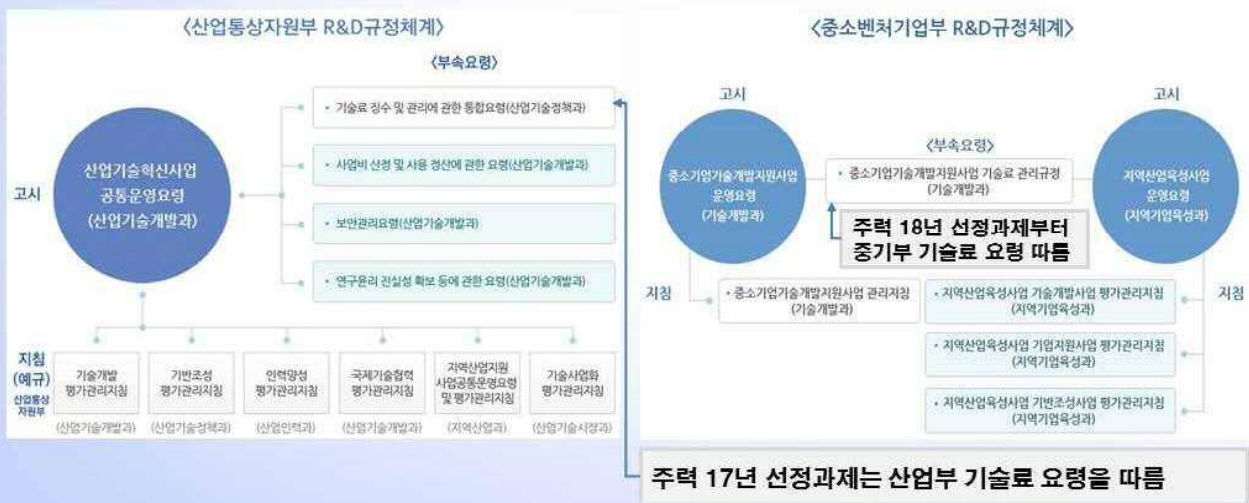 <산업통상자원부 R&D규정체계>
<부속요령>
고시
산업기술혁신사업
공통운영요령
(산업기술개발과)
• 기술료 징수 및 관리에 관한 통합요령(산업기술정책과)
• 사업비 산정 및 사용 정산에 관한 요령(산업기술개발과)
• 보안관리요령(산업기술개발과)
• 연구윤리 진실성 확보 등에 관한 요령(산업기술개발과)
지침
(예규)
산업통상
자원부
기술개발
평가관리지침
(산업기술개발과)
기반조성
평가관리지침
(산업기술정책과)
인력양성
평가관리지침
(산업인력과)
국제기술협력
평가관리지침
(산업기술개발과)
지역산업지원
사업공통운영요령
및 평가관리지침
(지역산업과)
기술사업화
평가관리지침
(산업기술시장과)
<중소벤처기업부 R&D규정체계>
고시
중소기업기술개발지원사업
운영요령
(기술개발과)
<부속요령>
• 중소기업기술개발지원사업 기술료 관리규정
(기술개발과)
주력 18년 선정과제부터
중기부 기술료 요령 따름
고시
지역산업육성사업
운영요령
(지역기업육성과)
지침
• 중소기업기술개발지원사업 관리지침
(기술개발과)
지침
• 지역산업육성사업 기술개발사업 평가관리지침
(지역기업육성과)
• 지역산업육성사업 기업지원사업 평가관리지침
(지역기업육성과)
• 지역산업육성사업 기반조성사업 평가관리지침
(지역기업육성과)
주력 17년 선정과제는 산업부 기술료 요령을 따름